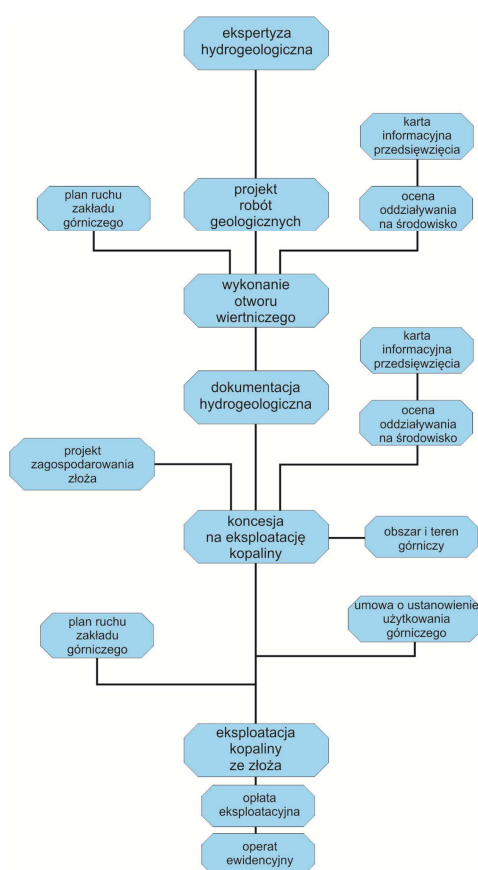 ekspertyza
hydrogeologiczna
karta
informacyjna
przedsięwzięcia
plan ruchu
zakładu
górniczego
projekt
robót
geologicznych
ocena
oddziaływania
na środowisko
wykonanie
otworu
wiertniczego
karta
informacyjna
przedsięwzięcia
dokumentacja
hydrogeologiczna
ocena
oddziaływania
na środowisko
projekt
zagospodarowania
złoża
koncesja
na eksploatację
kopaliny
obszar i teren
górniczy
umowa o ustanowienie
użytkowania
górniczego
plan ruchu
zakładu
górniczego
eksploatacja
kopaliny
ze złoża
opłata
eksploatacyjna
operat
ewidencyjny